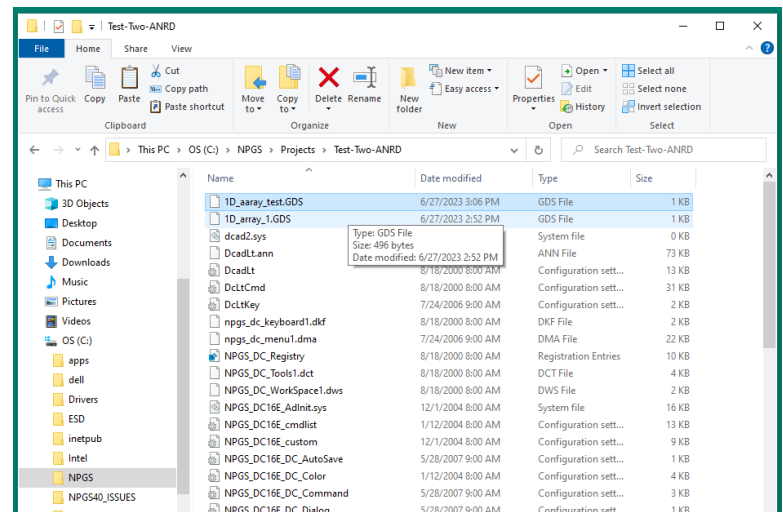 Test-Two-ANRD
File Home Share View
Pin to Quick access
Copy
Paste
Cut
Copy path
Paste shortcut
Clipboard
Move to
Copy to
Delete
Rename
Organize
New folder
New item
Easy access
New
Properties
Open
Edit
History
Open
Select all
Select none
Invert selection
Select
This PC > OS (C:) > NPGS > Projects > Test-Two-ANRD
Search Test-Two-ANRD
This PC
3D Objects
Desktop
Documents
Downloads
Music
Pictures
Videos
OS (C:)
apps
dell
Drivers
ESD
inetpub
Intel
NPGS
NPGS40_ISSUES
Name Date modified Type Size
1D_aaray_test.GDS 6/27/2023 3:06 PM GDS File 1 KB
1D_array_1.GDS 6/27/2023 2:52 PM GDS File 1 KB
dcad2.sys System file 0 KB
DcadLt.ann ANN File 73 KB
DcadLt 8/18/2000 8:00 AM Configuration sett... 13 KB
DcLtCmd 8/18/2000 8:00 AM Configuration sett... 31 KB
DcLtKey 7/24/2006 9:00 AM Configuration sett... 2 KB
npgs_dc_keyboard1.dkf 8/18/2000 8:00 AM DKF File 2 KB
npgs_dc_menu1.dma 7/24/2006 9:00 AM DMA File 22 KB
NPGS_DC_Registry 8/18/2000 8:00 AM Registration Entries 10 KB
NPGS_DC_Tools1.dct 8/18/2000 8:00 AM DCT File 4 KB
NPGS_DC_WorkSpace1.dws 8/18/2000 8:00 AM DWS File 2 KB
NPGS_DC16E_AdInit.sys 12/1/2004 8:00 AM System file 16 KB
NPGS_DC16E_cmdlist 1/12/2004 8:00 AM Configuration sett... 13 KB
NPGS_DC16E_custom 12/1/2004 8:00 AM Configuration sett... 9 KB
NPGS_DC16E_DC_AutoSave 5/28/2007 9:00 AM Configuration sett... 1 KB
NPGS_DC16E_DC_Color 1/12/2004 8:00 AM Configuration sett... 4 KB
NPGS_DC16E_DC_Command 5/28/2007 9:00 AM Configuration sett... 3 KB
NPGS_DC16E_DC_Dialog 5/28/2007 9:00 AM Configuration sett... 1 KB
Type: GDS File
Size: 496 bytes
Date modified: 6/27/2023 2:52 PM